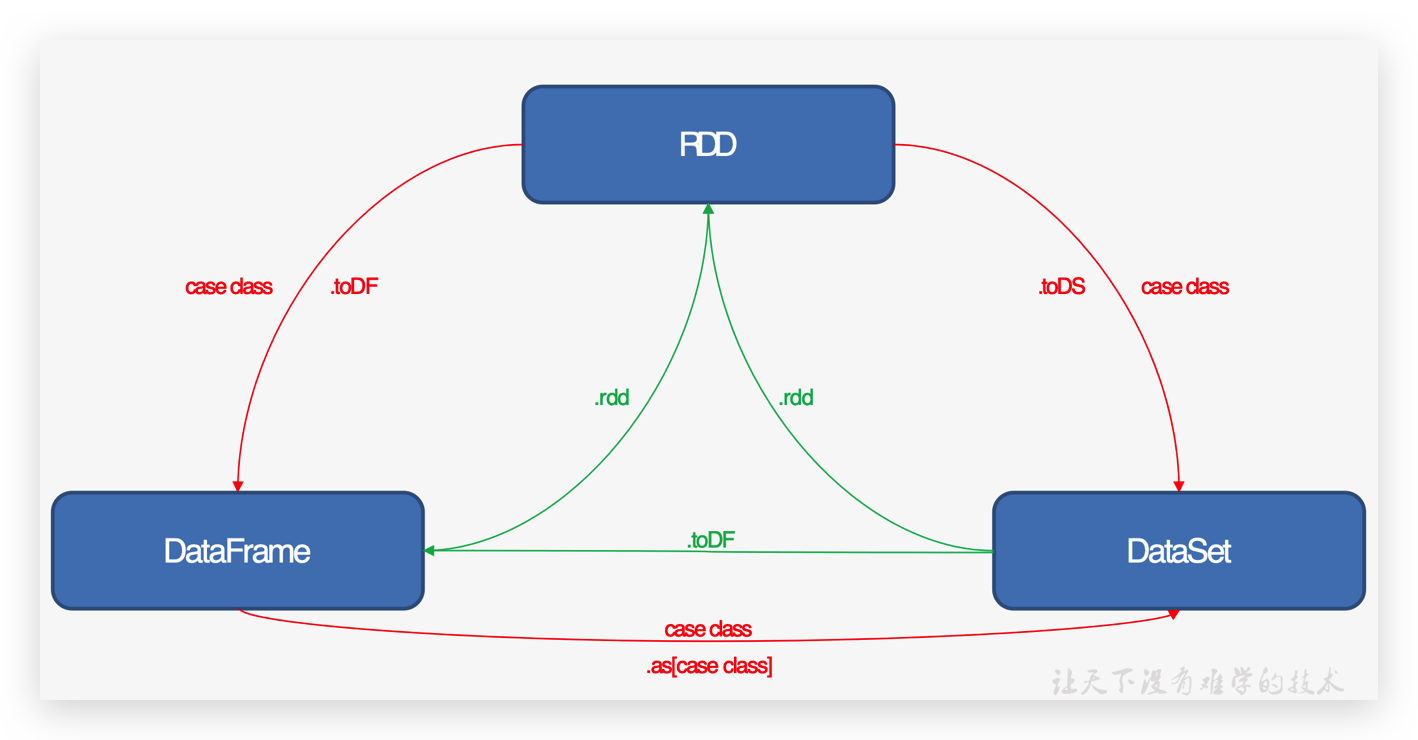 RDD
case class
.toDF
.toDS
case class
.rdd
.rdd
.toDF
DataFrame
DataSet
case class
.as[case class]
让天下没有难学的技术